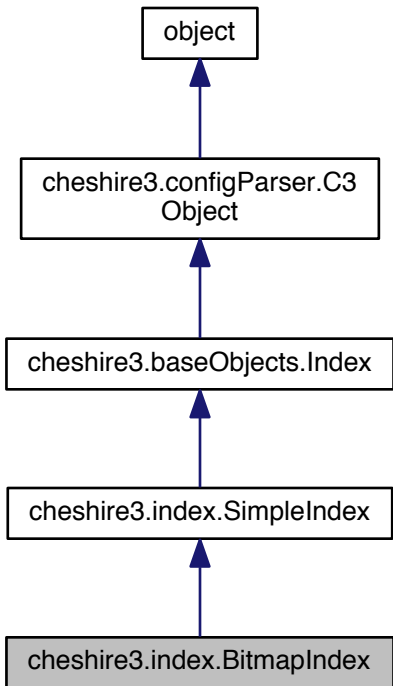 object
cheshire3.configParser.C3
Object
cheshire3.baseObjects.Index
cheshire3.index.SimpleIndex
cheshire3.index.BitmapIndex